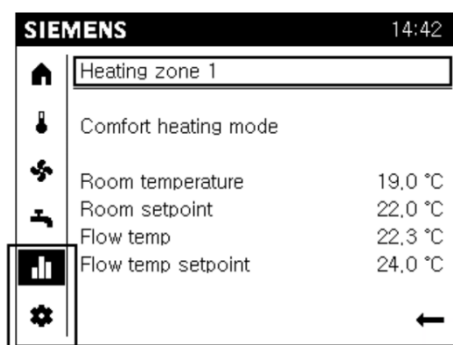 SIEMENS 14:42
Heating zone 1
Comfort heating mode
Room temperature 19,0 °C
Room setpoint 22,0 °C
Flow temp 22,3 °C
Flow temp setpoint 24,0 °C